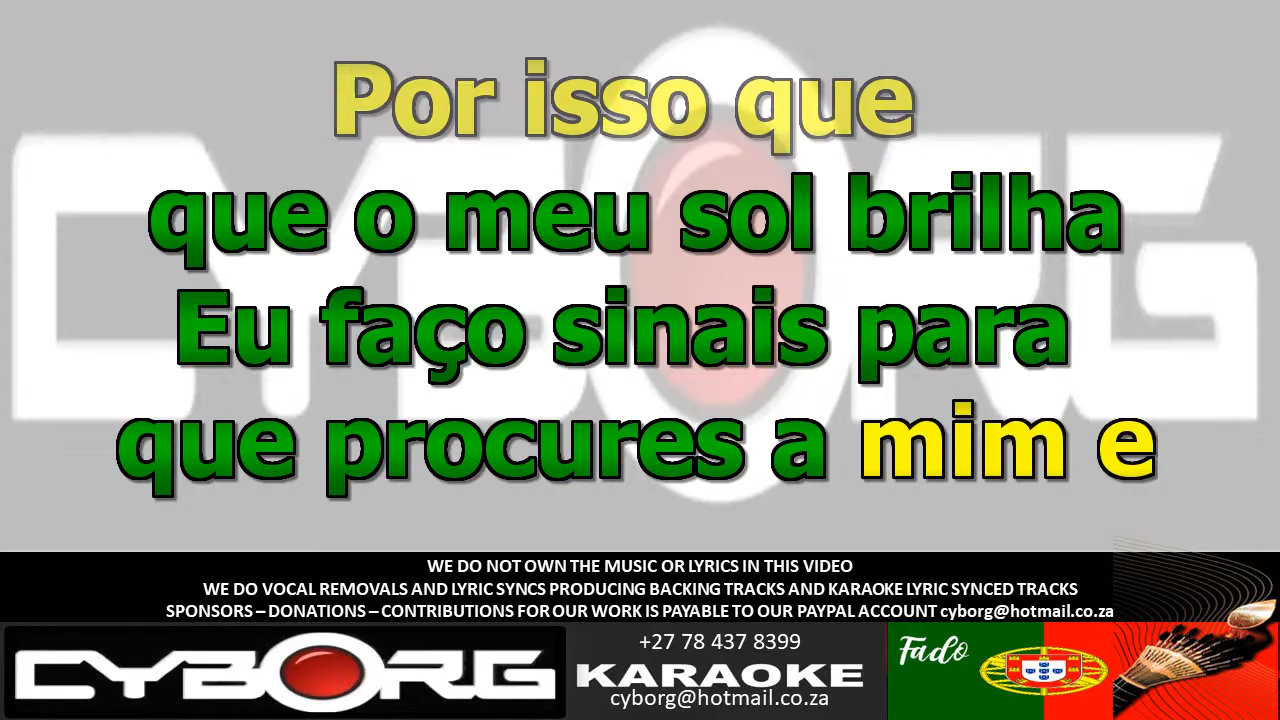 Por isso que
que o meu sol brilha
Eu faço sinais para
que procures a mim e
WE DO NOT OWN THE MUSIC OR LYRICS IN THIS VIDEO
WE DO VOCAL REMOVALS AND LYRIC SYNCS PRODUCING BACKING TRACKS AND KARAOKE LYRIC SYNCED TRACKS
SPONSORS – DONATIONS – CONTRIBUTIONS FOR OUR WORK IS PAYABLE TO OUR PAYPAL ACCOUNT cyborg@hotmail.co.za
CYBORG
+27 78 437 8399
KARAOKE
cyborg@hotmail.co.za
Fado
CYBORG